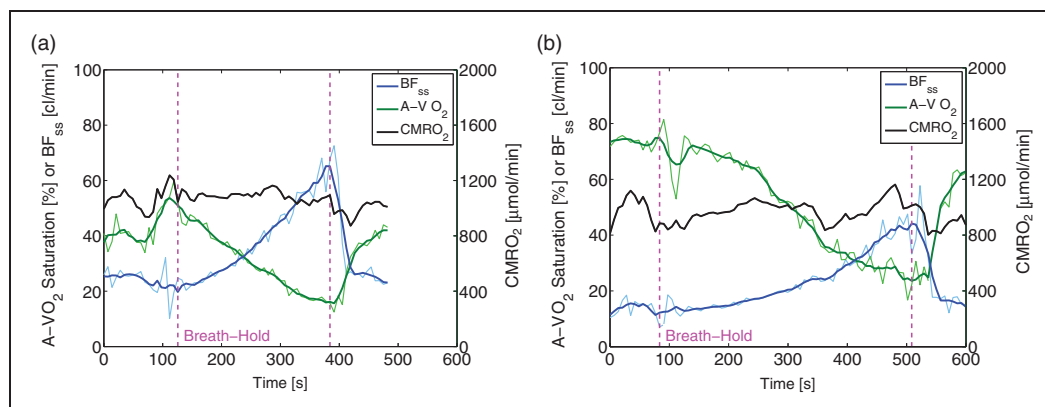 (a)
A−VO2 Saturation [%] or BFss [cl/min]
100
80
60
40
20
0
0 100 200 300 400 500 600
Time [s]
Breath−Hold
BFss
A−V O2
CMRO2
2000
1600
1200
800
400
0
CMRO2 [µmol/min]
(b)
A−VO2 Saturation [%] or BFss [cl/min]
100
80
60
40
20
0
0 100 200 300 400 500 600
Time [s]
Breath−Hold
BFss
A−V O2
CMRO2
2000
1600
1200
800
400
0
CMRO2 [µmol/min]